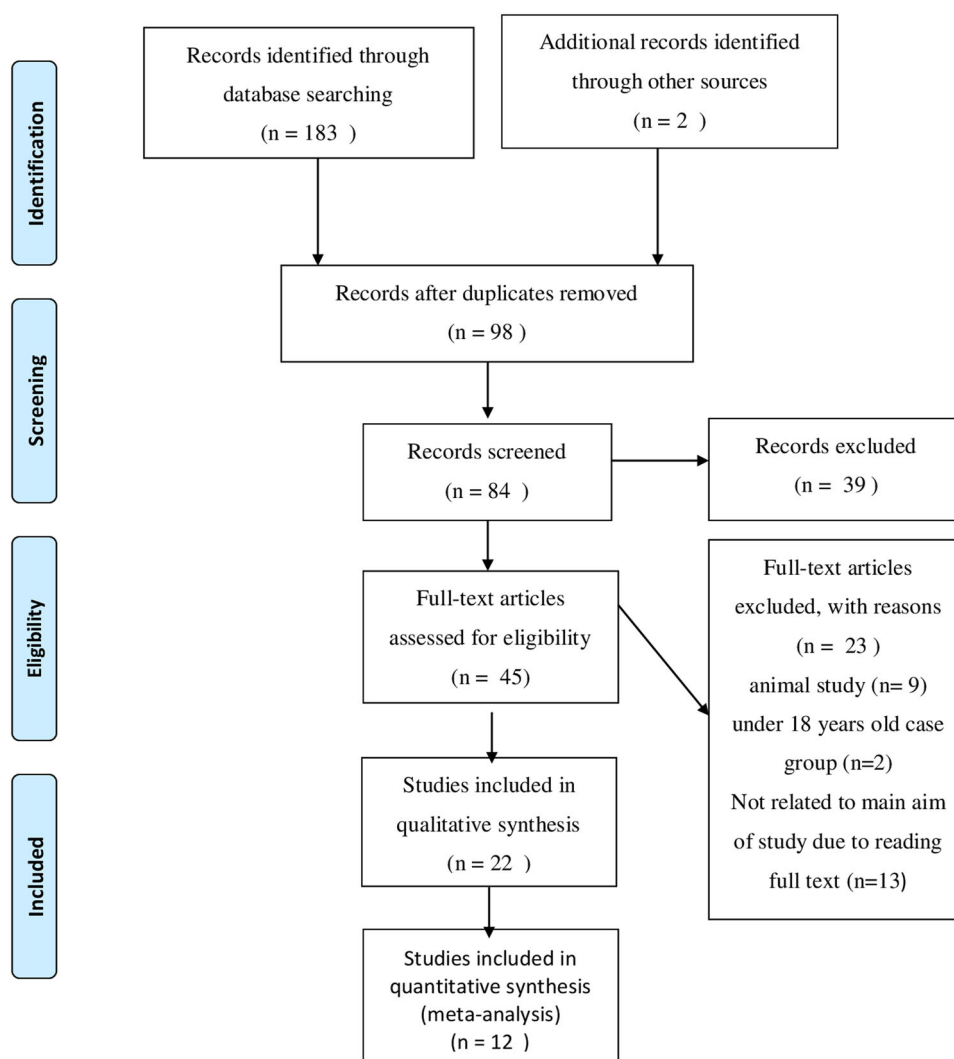 Identification
Records identified through
database searching
(n = 183 )
Additional records identified
through other sources
(n = 2 )
Records after duplicates removed
(n = 98 )
Screening
Records screened
(n = 84 )
Records excluded
(n = 39 )
Eligibility
Full-text articles
assessed for eligibility
(n = 45)
Full-text articles
excluded, with reasons
(n = 23 )
animal study (n= 9)
under 18 years old case
group (n=2)
Not related to main aim
of study due to reading
full text (n=13)
Included
Studies included in
qualitative synthesis
(n = 22 )
Studies included in
quantitative synthesis
(meta-analysis)
(n = 12 )